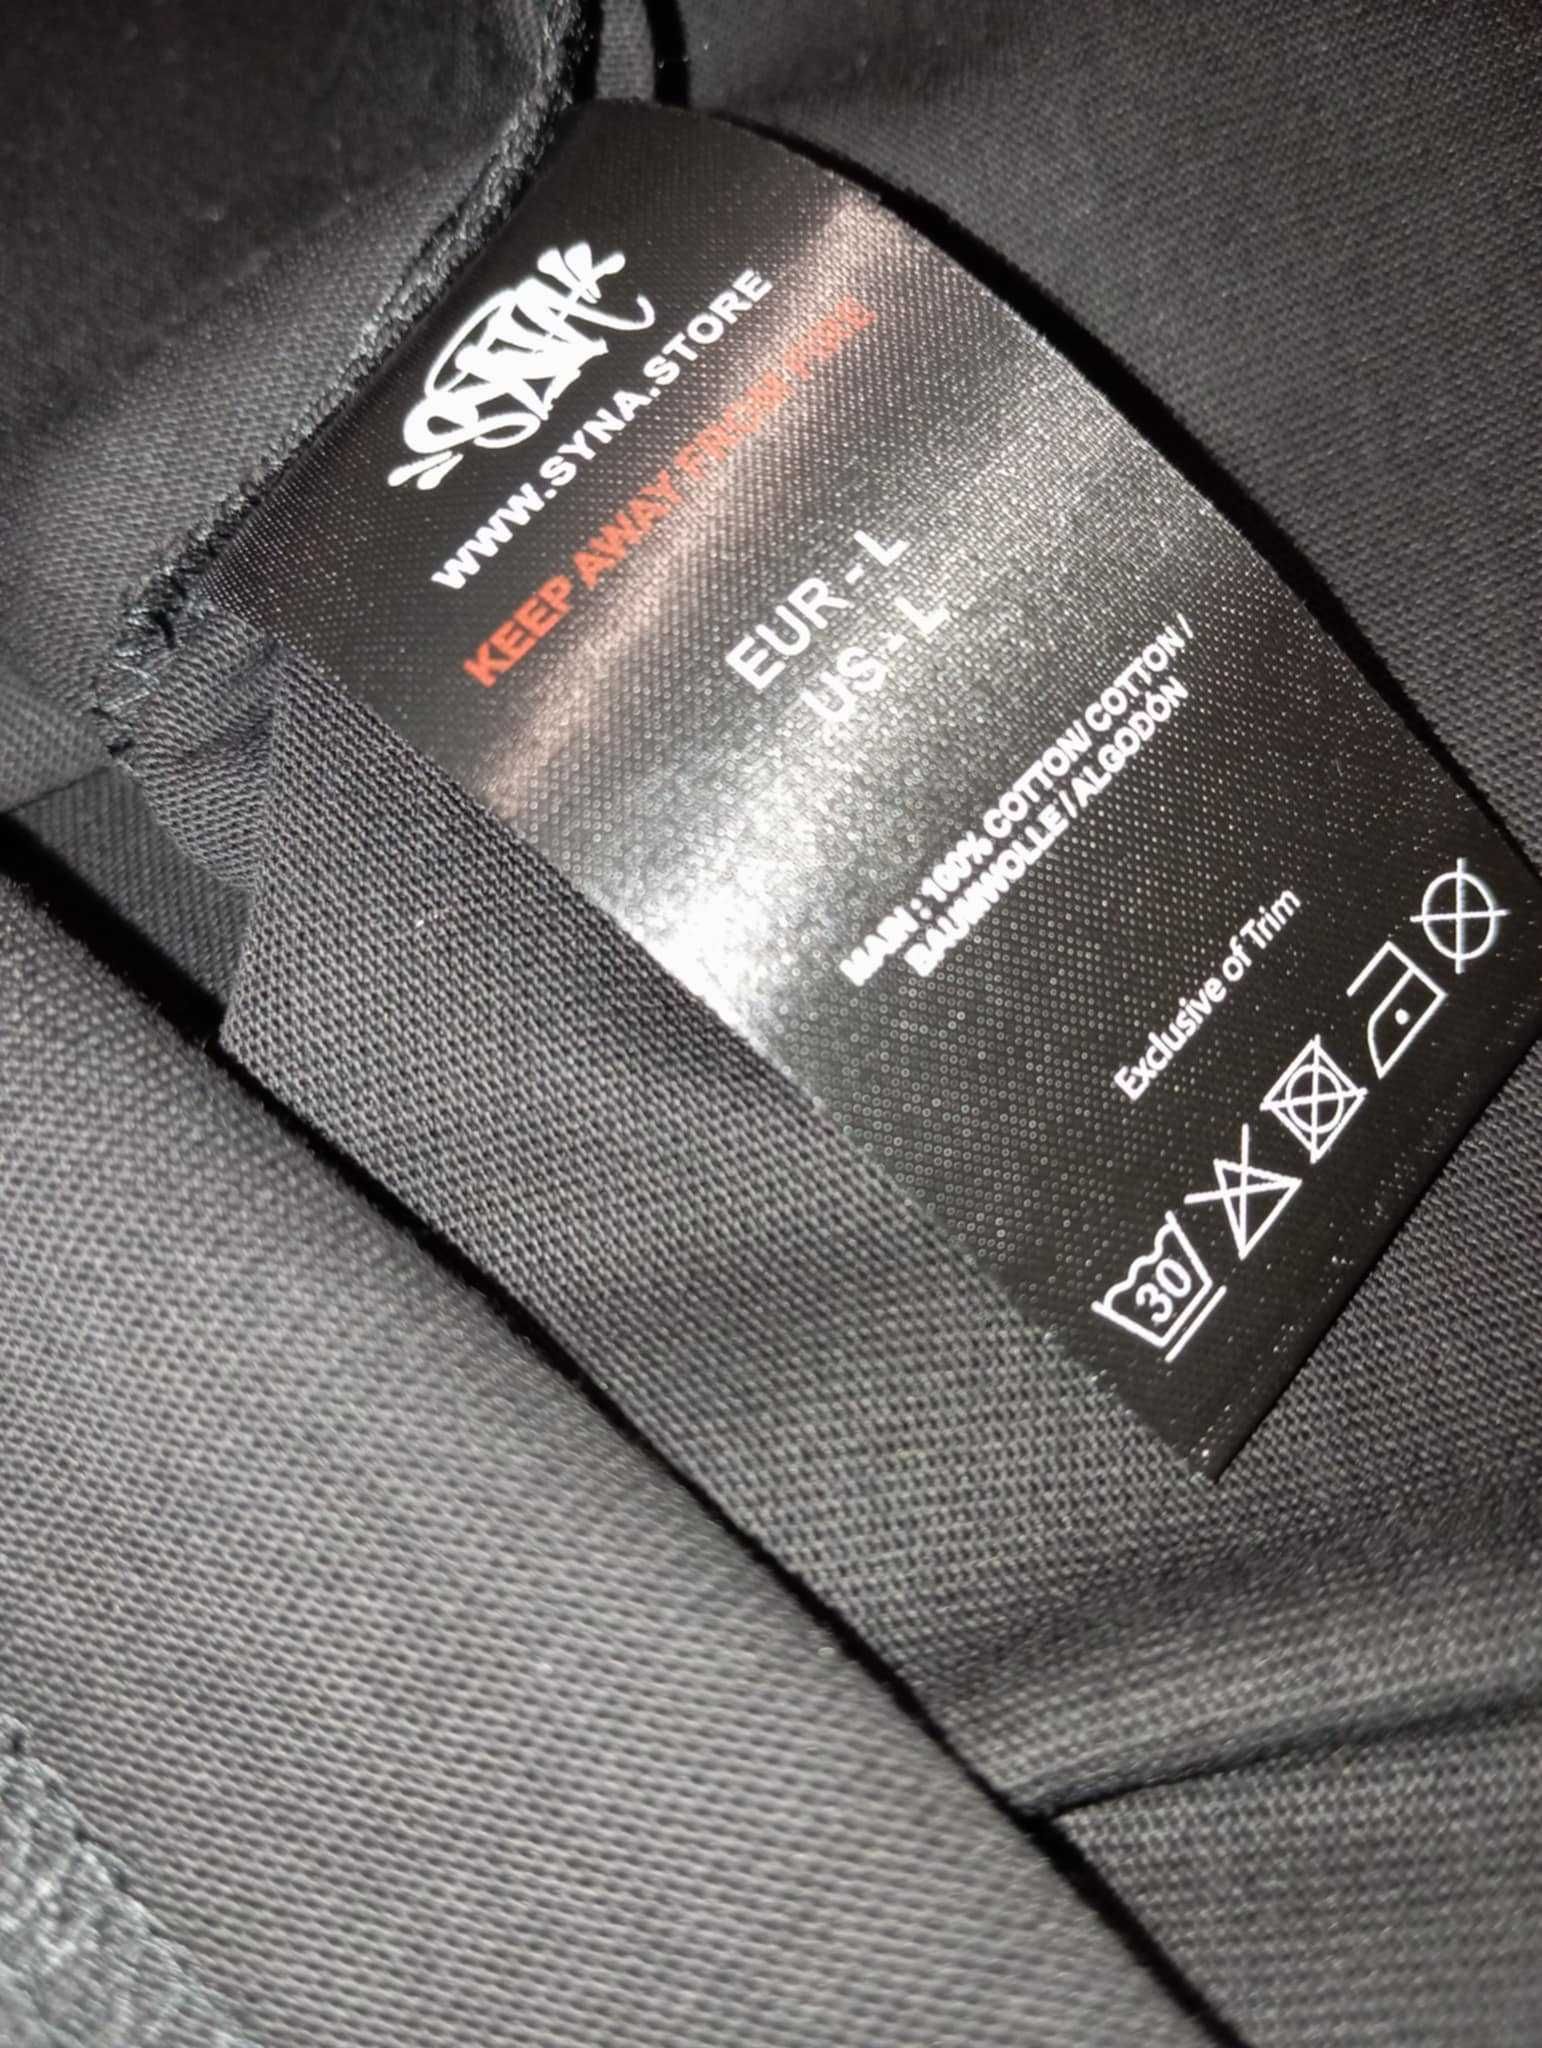 SYNA
WWW.SYNA.STORE
KEEP AWAY FROM FIRE
EUR - L
US - L
MAIN : 100% COTTON/ COTTON /
BAUMWOLLE / ALGODÓN
Exclusive of Trim
30